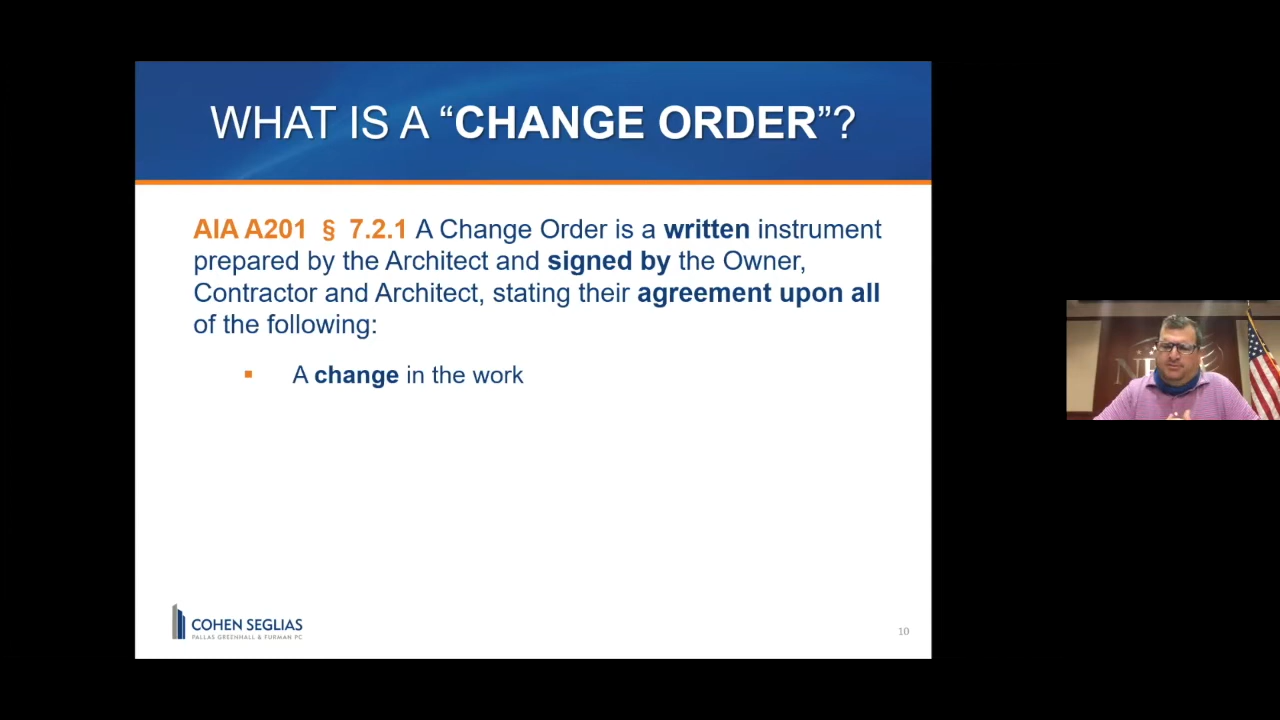 WHAT IS A “CHANGE ORDER”?
AIA A201 § 7.2.1 A Change Order is a written instrument
prepared by the Architect and signed by the Owner,
Contractor and Architect, stating their agreement upon all
of the following:
▪ A change in the work
COHEN SEGLIAS
PALLAS GREENHALL & FURMAN PC
10